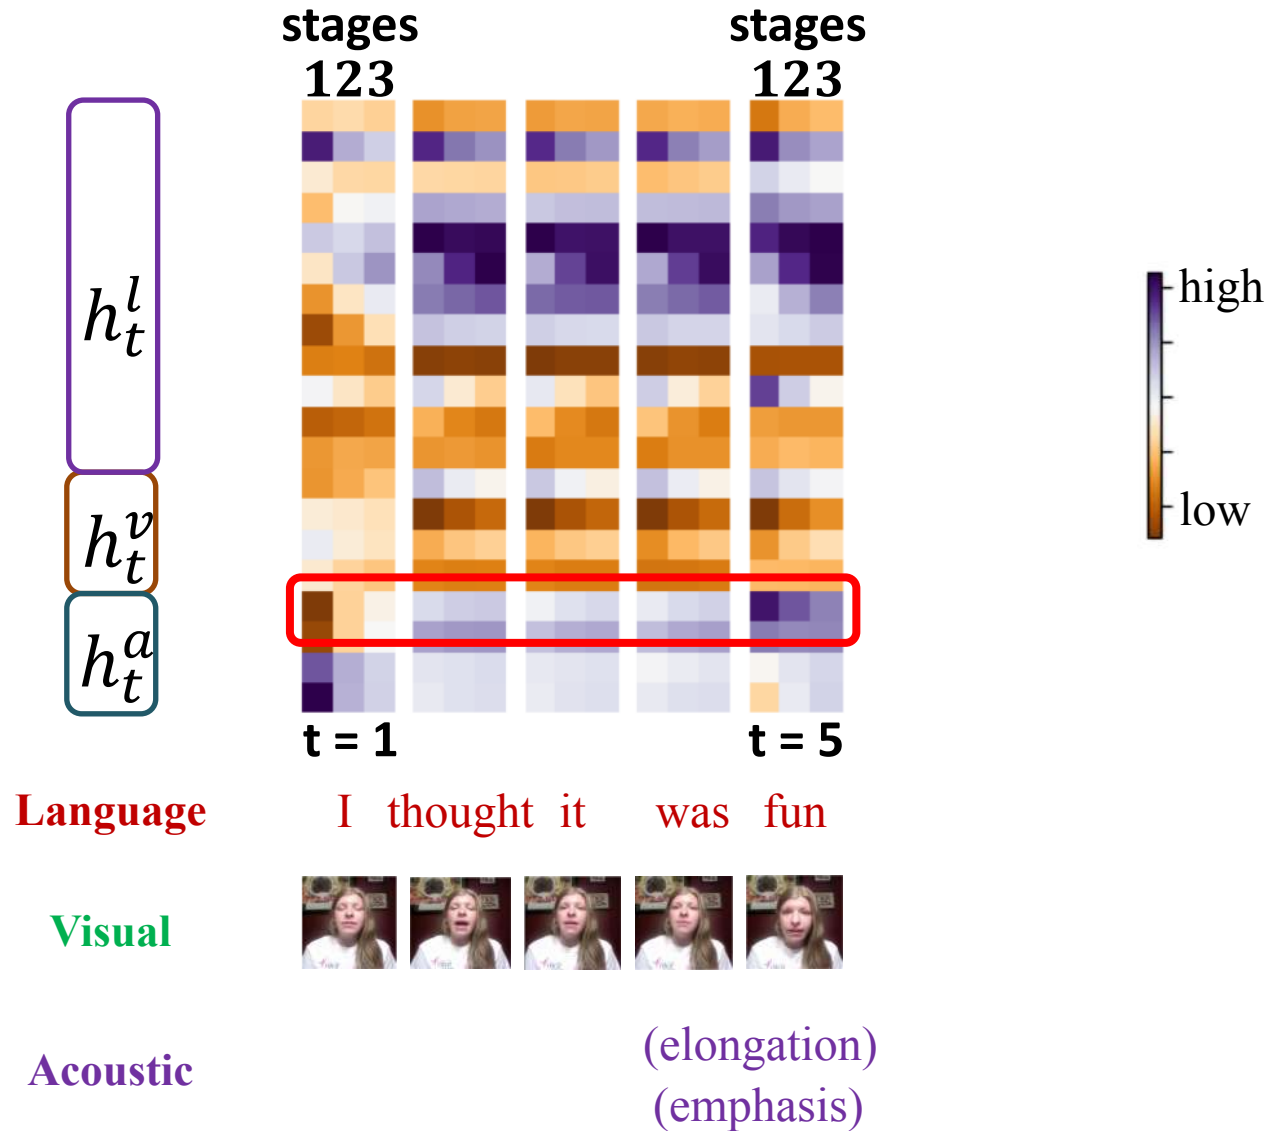 stages stages
123 123
h_t^l
high
low
h_t^v
h_t^a
t = 1 t = 5
Language I thought it was fun
Visual
(elongation)
Acoustic
(emphasis)